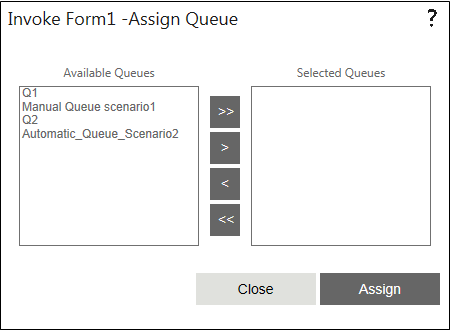 Invoke Form1 -Assign Queue
?
Available Queues
Selected Queues
Q1
Manual Queue scenario1
Q2
Automatic_Queue_Scenario2
>>
>
<
<<
Close
Assign